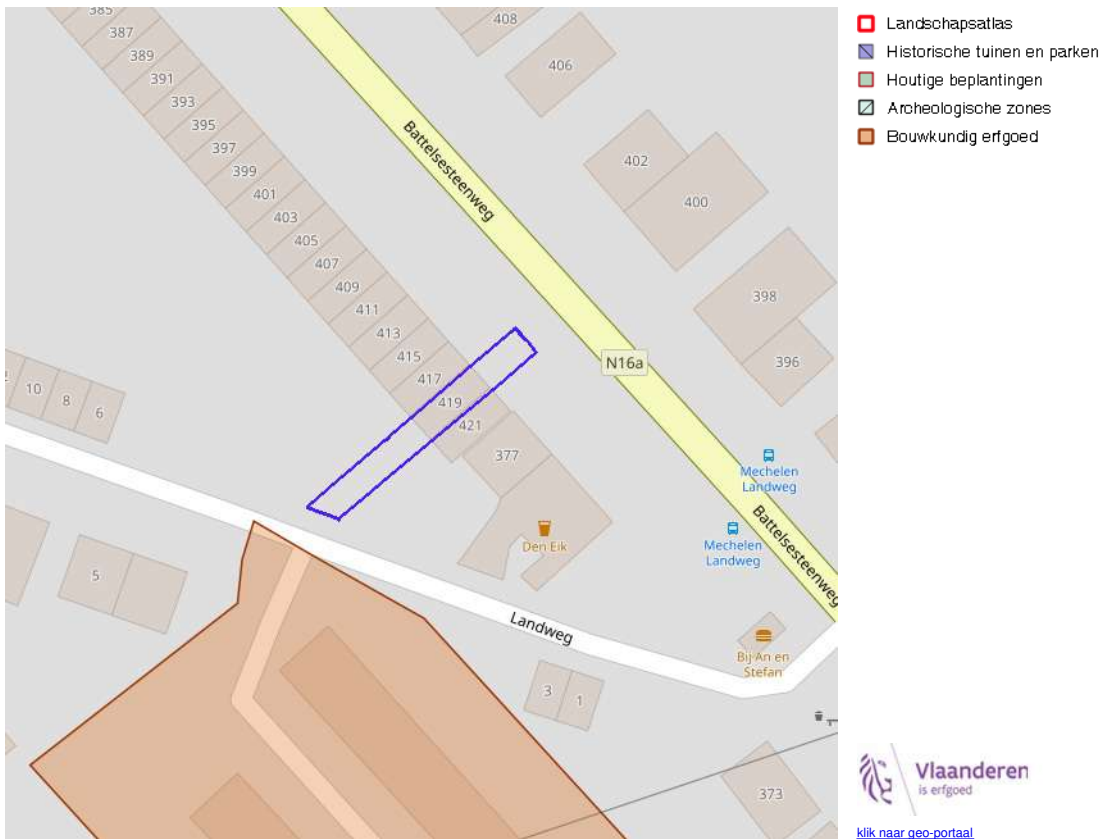 385
387
389
391
393
395
397
399
401
403
405
407
409
411
413
415
417
419
421
377
408
406
402
400
398
396
Battelsesteenweg
N16a
Mechelen
Landweg
Mechelen
Landweg
Battelsesteenweg
Den Eik
10
8
6
5
Landweg
Bij An en
Stefan
3
1
373
Landschapsatlas
Historische tuinen en parken
Houtige beplantingen
Archeologische zones
Bouwkundig erfgoed
Vlaanderen
is erfgoed
klik naar geo-portaal